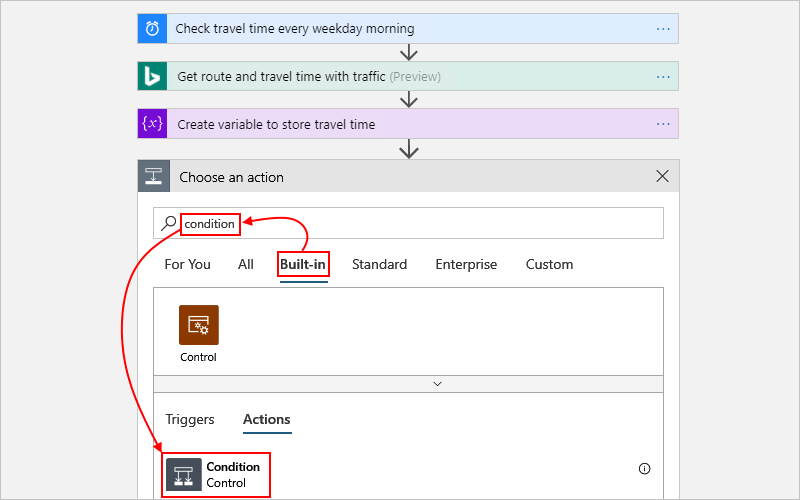 Check travel time every weekday morning
Get route and travel time with traffic (Preview)
{x} Create variable to store travel time
Choose an action
condition
For You All Built-in Standard Enterprise Custom
Control
Triggers Actions
Condition
Control